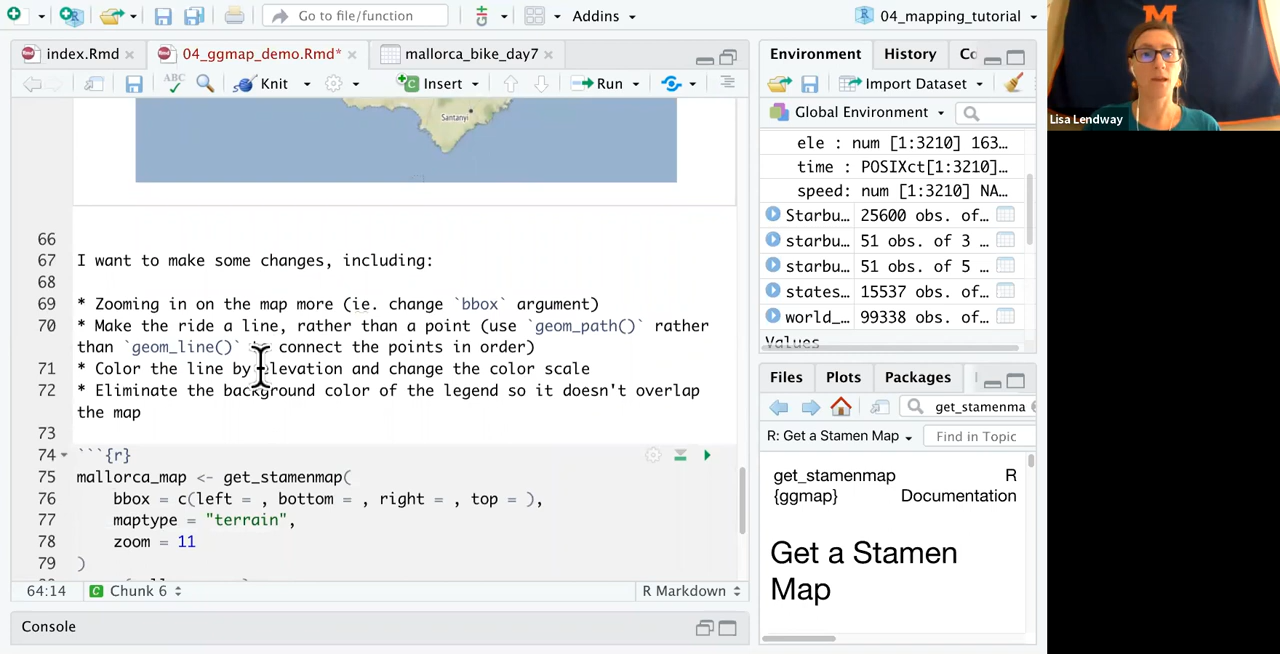 Go to file/function
Addins
04_mapping_tutorial
index.Rmd
04_ggmap_demo.Rmd*
mallorca_bike_day7
ABC
Knit
Insert
Run
Santanyí
66
67 I want to make some changes, including:
68
69 * Zooming in on the map more (ie. change `bbox` argument)
70 * Make the ride a line, rather than a point (use `geom_path()` rather
than `geom_line()` connect the points in order)
71 * Color the line by elevation and change the color scale
72 * Eliminate the background color of the legend so it doesn't overlap
the map
73
74 ```{r}
75 mallorca_map <- get_stamenmap(
76 bbox = c(left = , bottom = , right = , top = ),
77 maptype = "terrain",
78 zoom = 11
79 )
64:14
Chunk 6
R Markdown
Console
Environment
History
Co
Import Dataset
Global Environment
ele : num [1:3210] 163…
time : POSIXct[1:3210]…
speed: num [1:3210] NA…
Starbu… 25600 obs. of…
starbu… 51 obs. of 3 …
starbu… 51 obs. of 5 …
states… 15537 obs. of…
world_… 99338 obs. of…
Values
Files
Plots
Packages
get_stamenma
R: Get a Stamen Map
Find in Topic
get_stamenmap R
{ggmap} Documentation
Get a Stamen
Map
M
Lisa Lendway